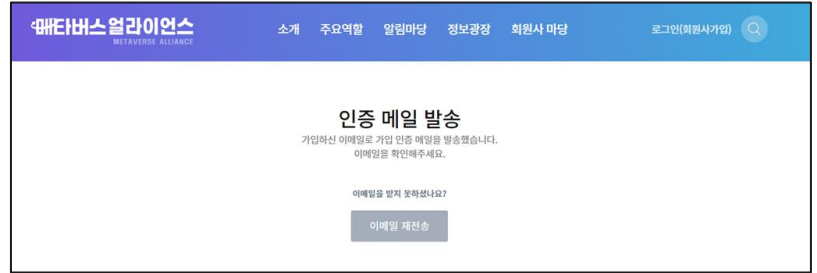 메타버스 얼라이언스
METAVERSE ALLIANCE
소개 주요역할 알림마당 정보광장 회원사 마당 로그인(회원사가입)
인증 메일 발송
가입하신 이메일로 가입 인증 메일을 발송했습니다.
이메일을 확인해주세요.
이메일을 받지 못하셨나요?
이메일 재전송